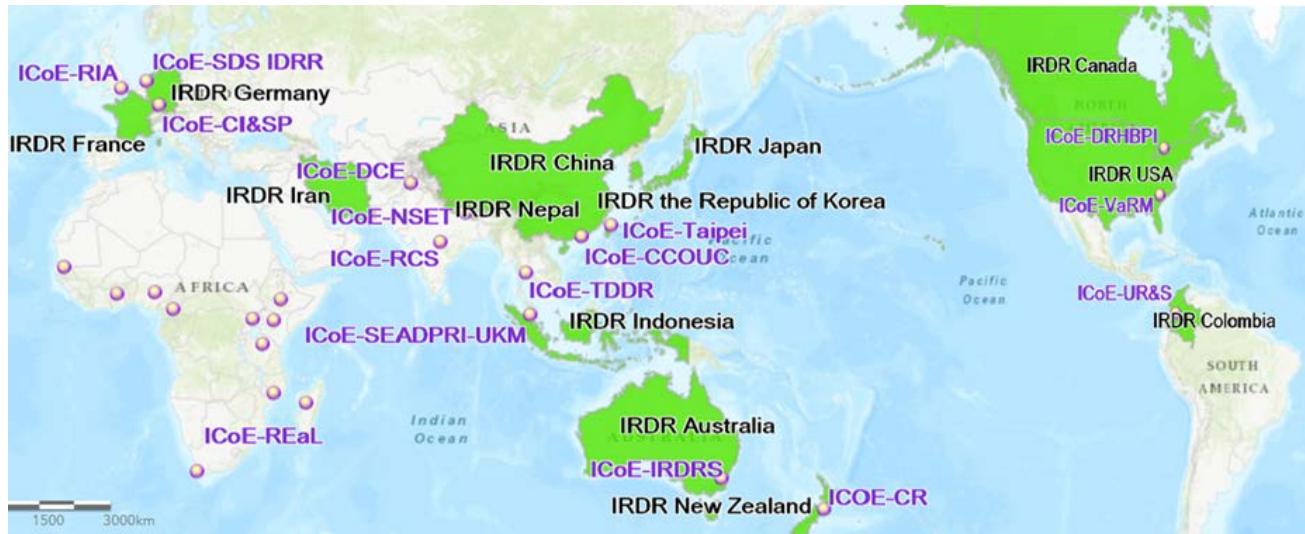 ICoE-SDS IDRR
ICoE-RIA
IRDR Germany
ICoE-CI&SP
IRDR France
ASIA
IRDR Canada
NORTH
ICoE-DRHBPI
IRDR Japan
IRDR China
ICoE-DCE
IRDR Iran
IRDR USA
IRDR the Republic of Korea
ICoE-VaRM
ICoE-NSET
IRDR Nepal
Atlantic
Ocean
ICoE-Taipei
Pacific
Ocean
ICoE-RCS
ICoE-CCOUC
AFRICA
Pacific
Ocean
ICoE-TDDR
ICoE-UR&S
IRDR Colombia
IRDR Indonesia
ICoE-SEADPRI-UKM
SOUTH
AMERICA
Indian
Ocean
IRDR Australia
AUSTRALIA
ICoE-REaL
ICoE-IRDRS
IRDR New Zealand
ICOE-CR
1500 3000km